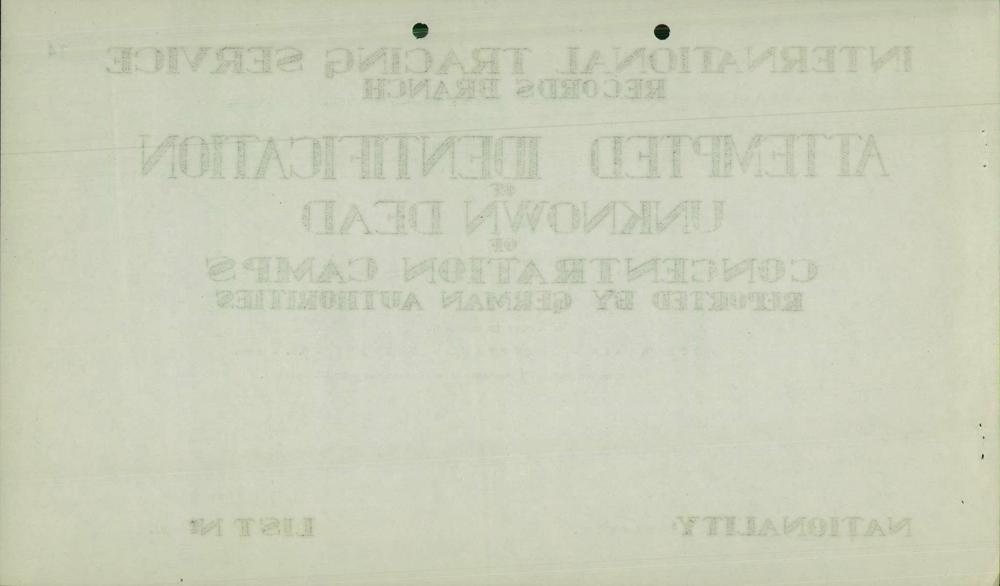 INTERNATIONAL TRACING SERVICE
RECORDS BRANCH
ATTEMPTED IDENTIFICATION
OF
UNKNOWN DEAD
OF
CONCENTRATION CAMPS
REPORTED BY GERMAN AUTHORITIES
NATIONALITY
LIST Nº